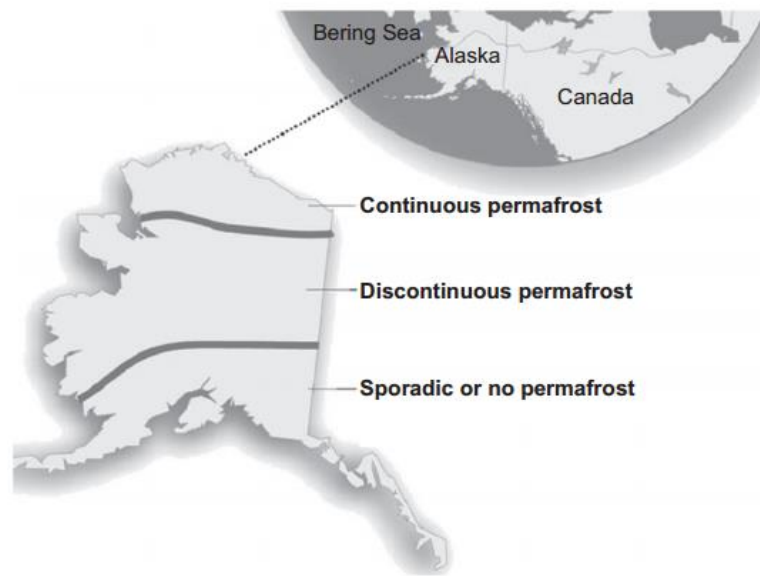 Bering Sea
Alaska
Canada
Continuous permafrost
Discontinuous permafrost
Sporadic or no permafrost